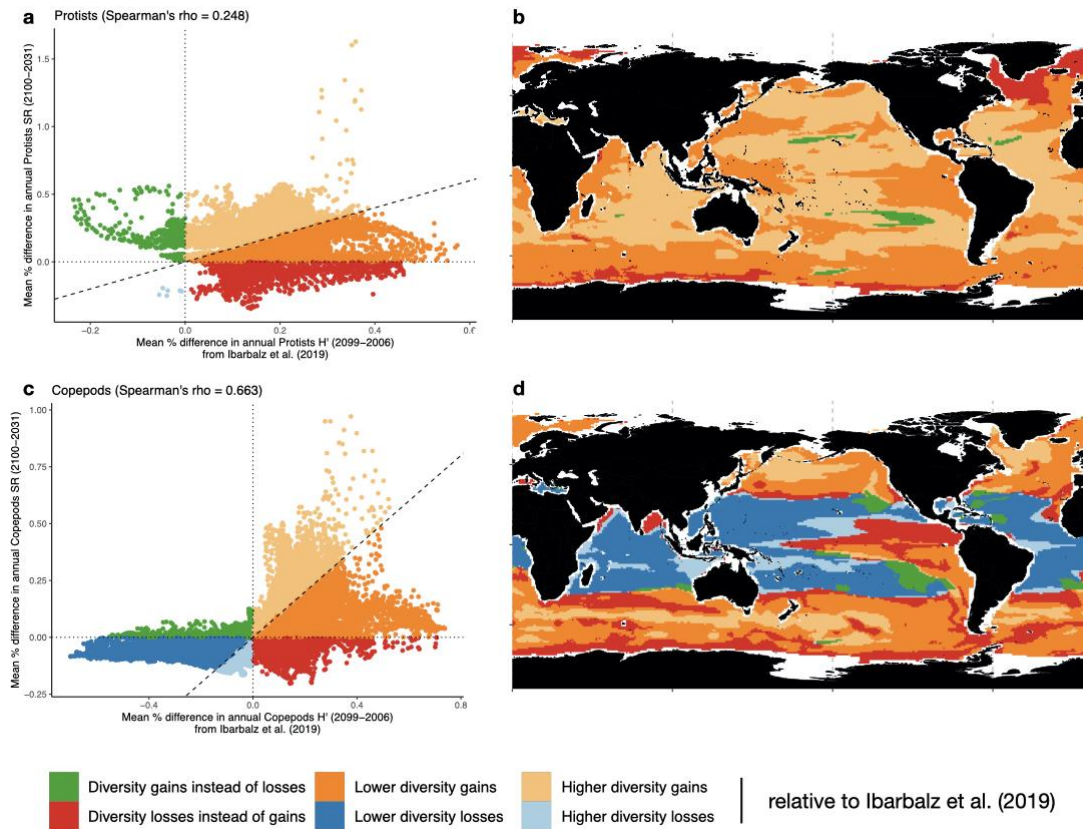 a Protists (Spearman's rho = 0.248)
Mean % difference in annual Protists SR (2100−2031)
1.5
1.0
0.5
0.0
−0.2
0.0
0.2
0.4
Mean % difference in annual Protists H' (2099−2006)
from Ibarbalz et al. (2019)
b
c Copepods (Spearman's rho = 0.663)
Mean % difference in annual Copepods SR (2100−2031)
1.00
0.75
0.50
0.25
0.00
−0.25
−0.4
0.0
0.4
0.8
Mean % difference in annual Copepods H' (2099−2006)
from Ibarbalz et al. (2019)
d
Diversity gains instead of losses
Lower diversity gains
Higher diversity gains
Diversity losses instead of gains
Lower diversity losses
Higher diversity losses
relative to Ibarbalz et al. (2019)